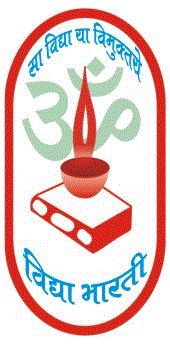 सा विद्या या विमुक्तये
ॐ
विद्या भारती